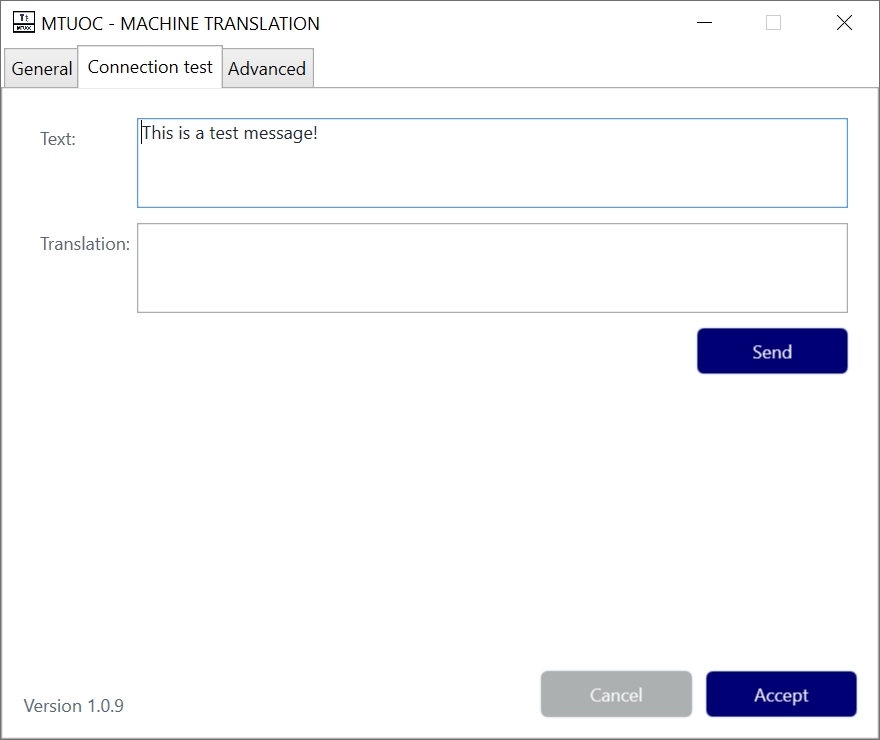 MTUOC - MACHINE TRANSLATION
General Connection test Advanced
Text: This is a test message!
Translation:
Send
Cancel Accept
Version 1.0.9